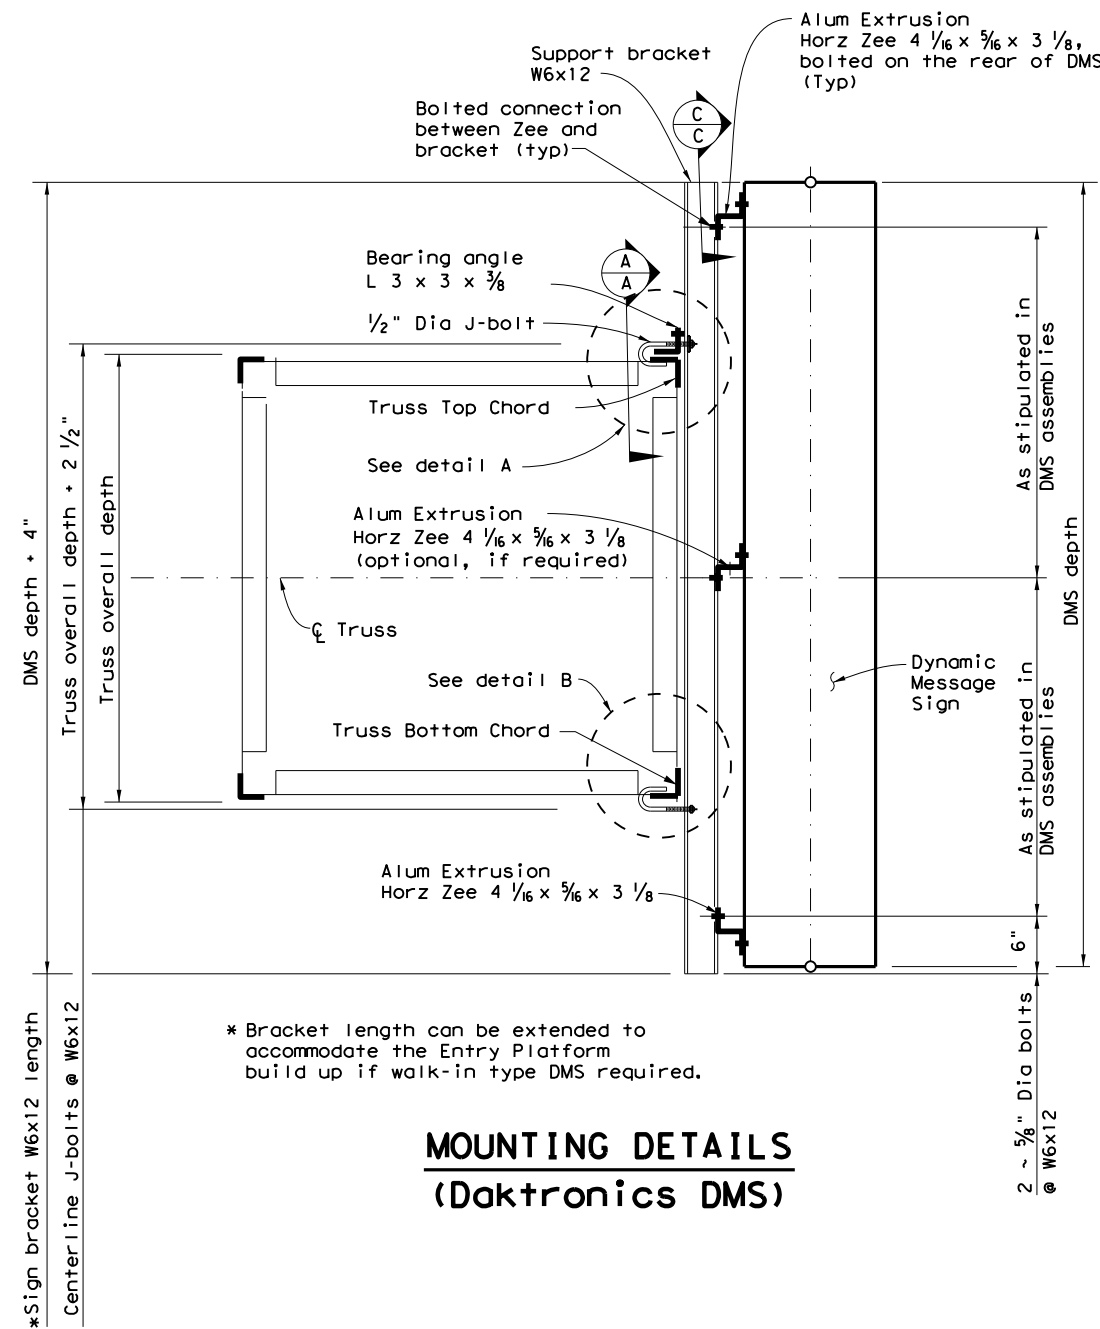 Alum Extrusion
Horz Zee 4 1/16 x 5/16 x 3 1/8,
bolted on the rear of DMS
(Typ)
Support bracket
W6x12
Bolted connection
between Zee and
bracket (typ)
C
C
Bearing angle
L 3 x 3 x 3/8
1/2" Dia J-bolt
A
A
Truss Top Chord
See detail A
Alum Extrusion
Horz Zee 4 1/16 x 5/16 x 3 1/8
(optional, if required)
℄ Truss
See detail B
Truss Bottom Chord
Alum Extrusion
Horz Zee 4 1/16 x 5/16 x 3 1/8
Dynamic
Message
Sign
DMS depth + 4"
Truss overall depth + 2 1/2"
Truss overall depth
As stipulated in
DMS assemblies
DMS depth
As stipulated in
DMS assemblies
6"
2 ~ 5/8" Dia bolts
@ W6x12
*Sign bracket W6x12 length
Centerline J-bolts @ W6x12
* Bracket length can be extended to
accommodate the Entry Platform
build up if walk-in type DMS required.
MOUNTING DETAILS
(Daktronics DMS)